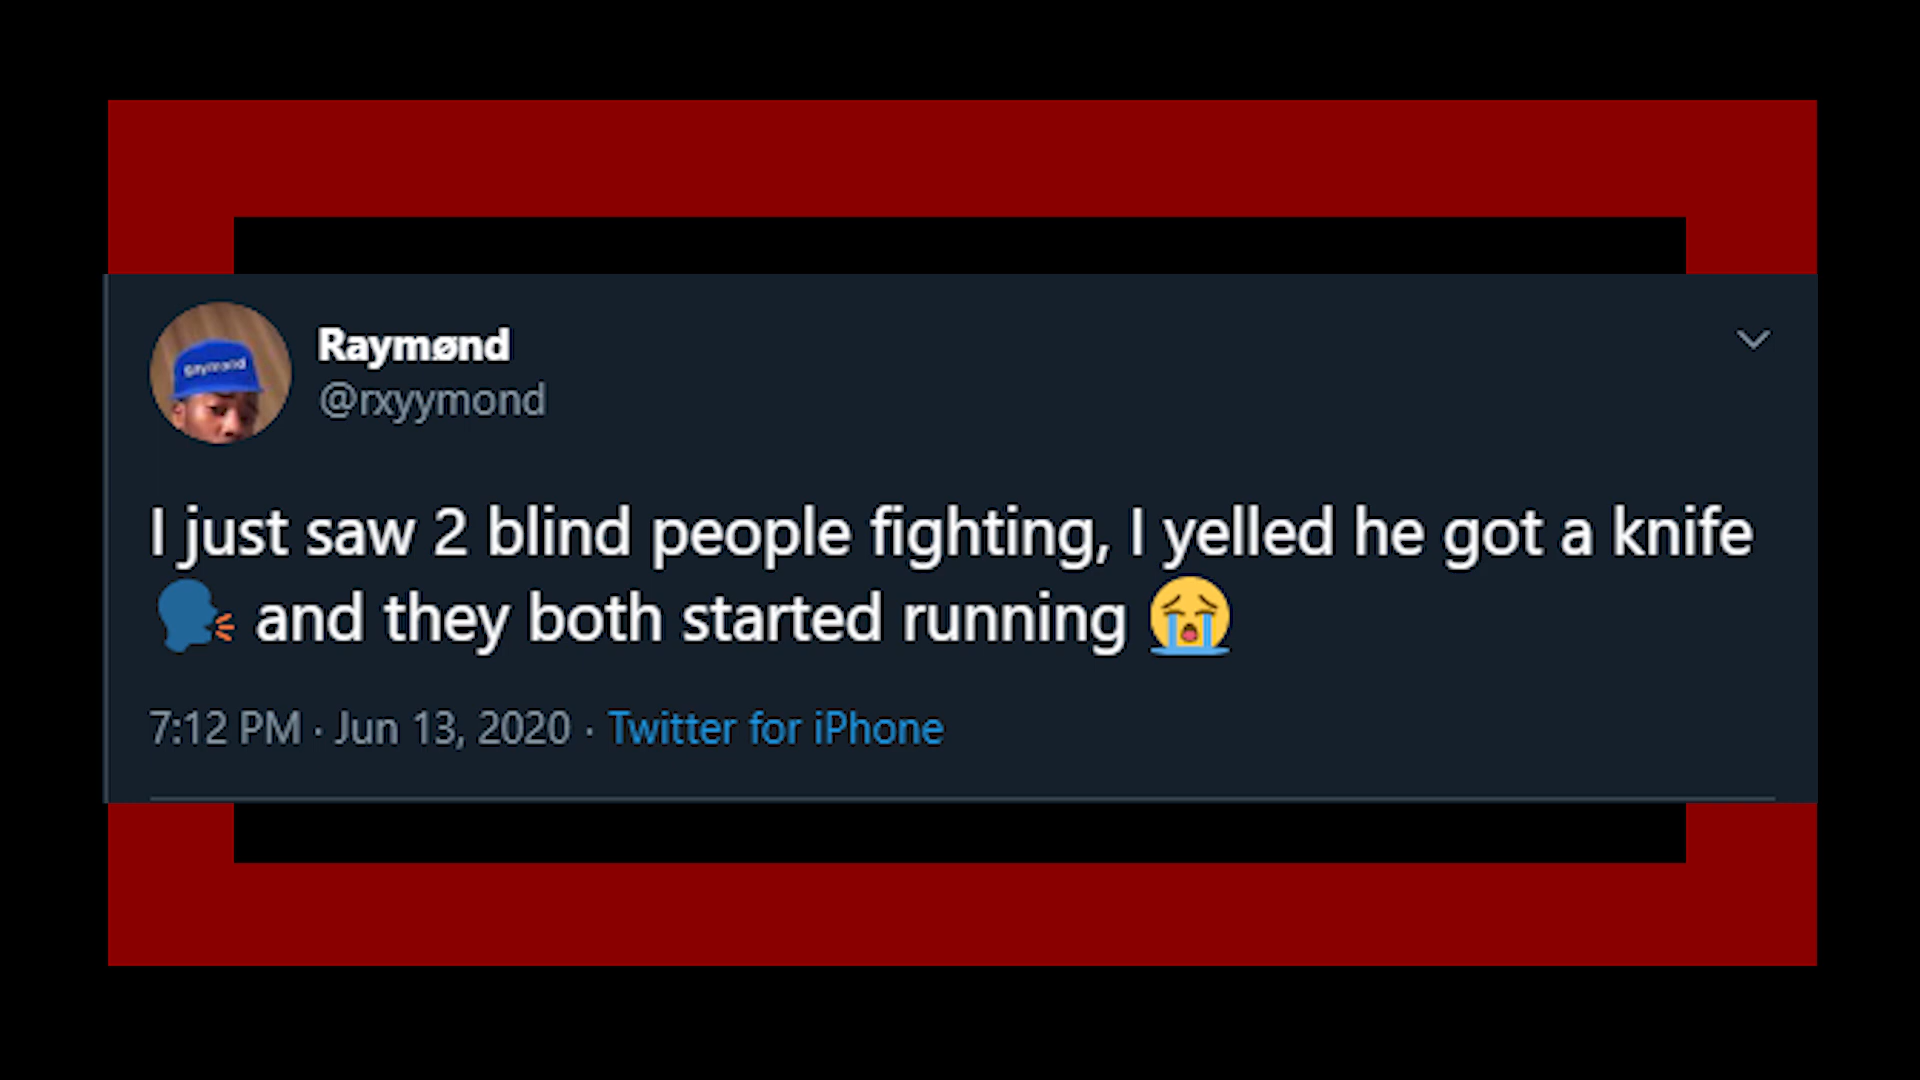 Raymønd
@rxyymond
I just saw 2 blind people fighting, I yelled he got a knife
🗣 and they both started running 😭
7:12 PM · Jun 13, 2020 · Twitter for iPhone